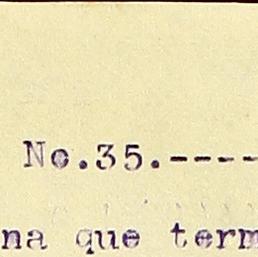 No.35.----
na que term